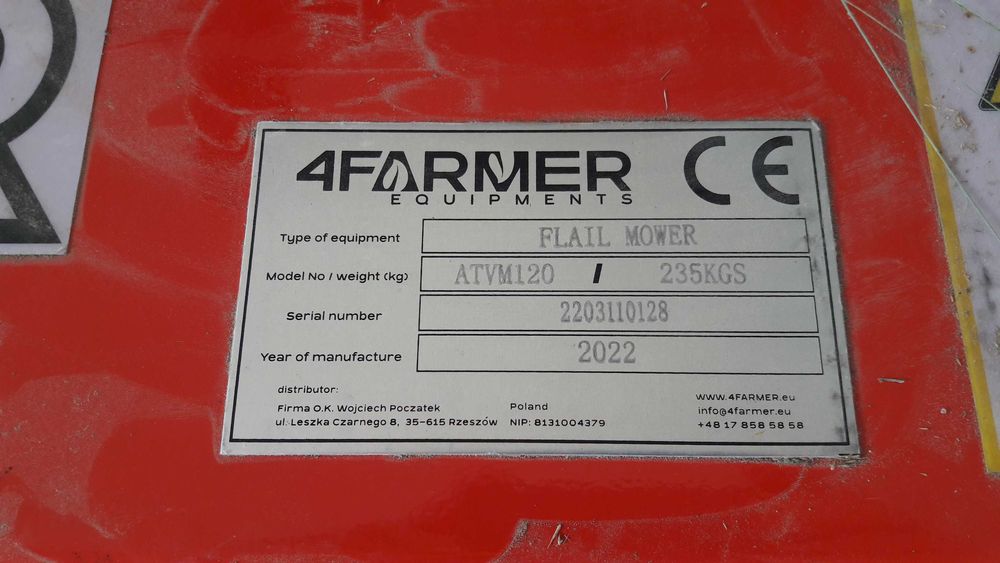 4FARMER CE
EQUIPMENTS
Type of equipment FLAIL MOWER
Model No / weight (kg) ATVM120 / 235KGS
Serial number 2203110128
Year of manufacture 2022
distributor:
Firma O.K. Wojciech Poczatek Poland www.4FARMER.eu
ul. Leszka Czarnego 8, 35-615 Rzeszów NIP: 8131004379 info@4farmer.eu
+48 17 858 58 58